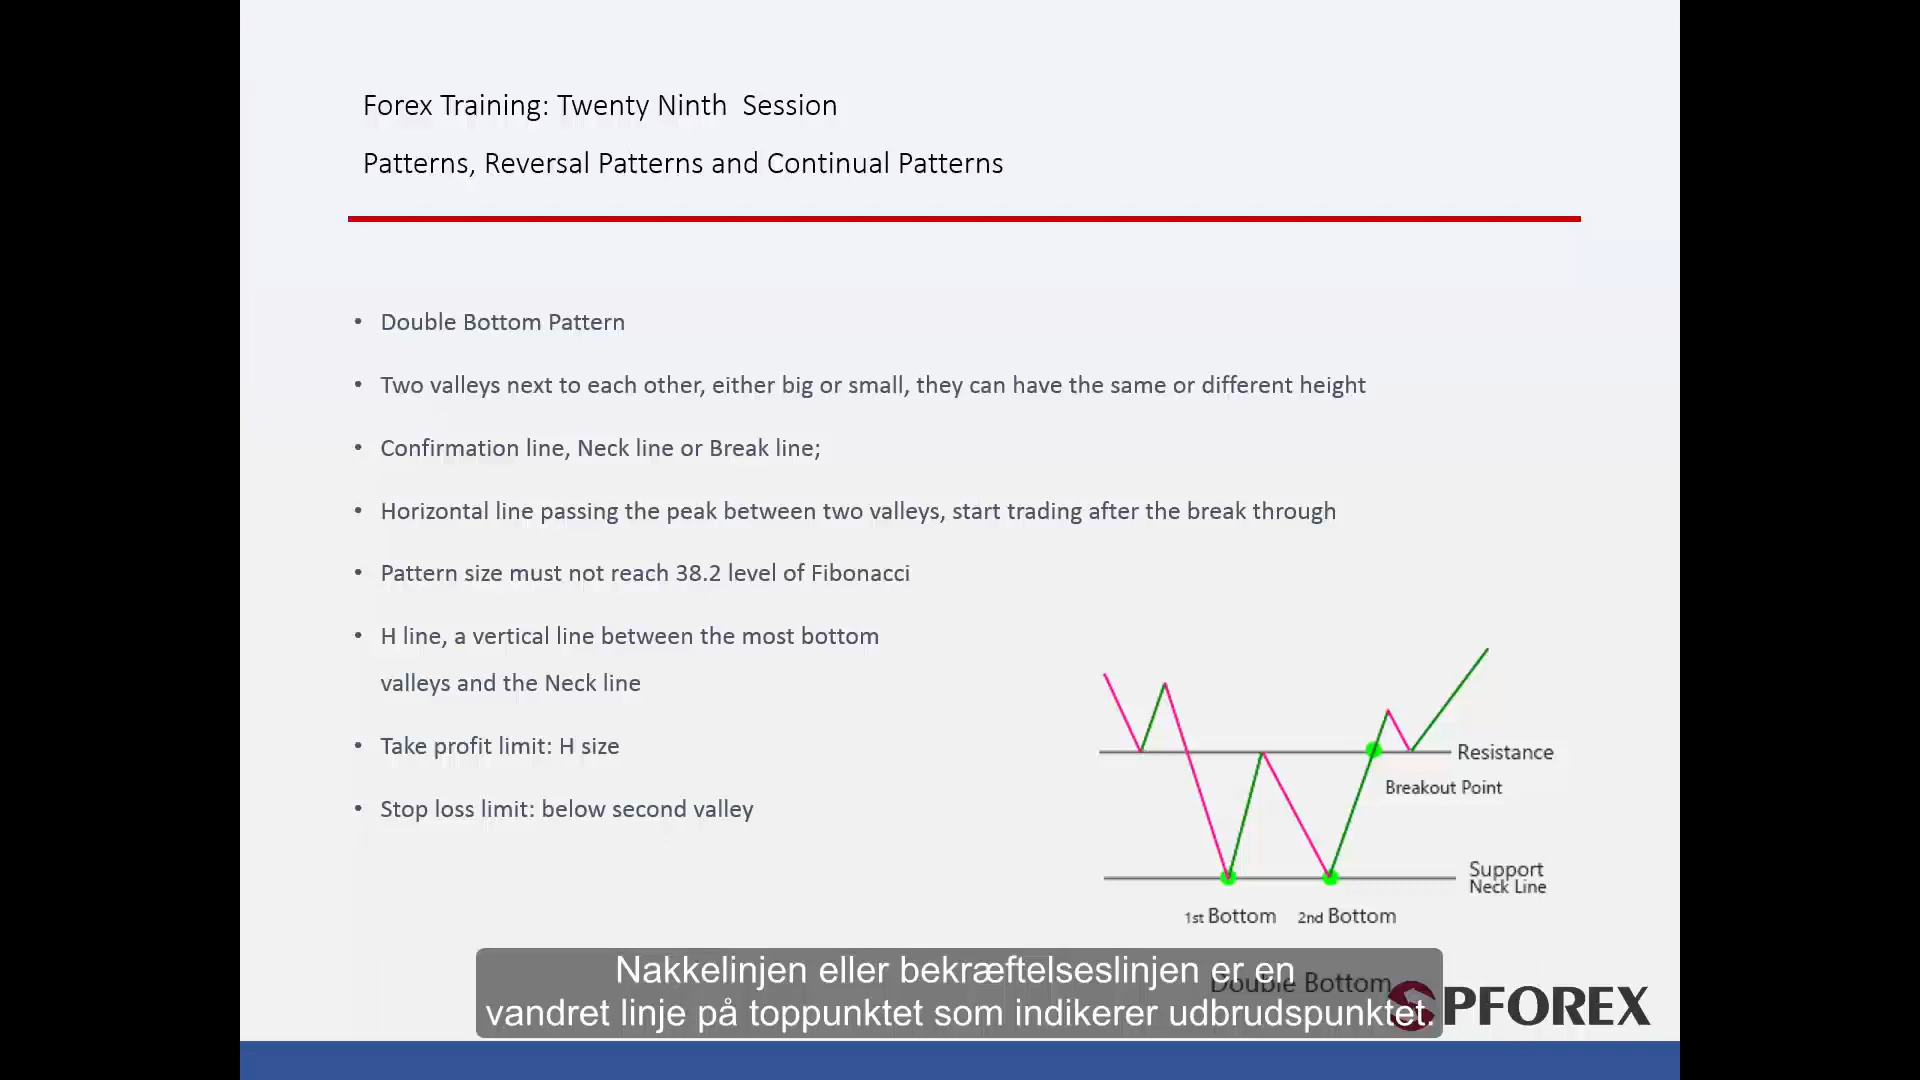 Forex Training: Twenty Ninth Session
Patterns, Reversal Patterns and Continual Patterns
• Double Bottom Pattern
• Two valleys next to each other, either big or small, they can have the same or different height
• Confirmation line, Neck line or Break line;
• Horizontal line passing the peak between two valleys, start trading after the break through
• Pattern size must not reach 38.2 level of Fibonacci
• H line, a vertical line between the most bottom
valleys and the Neck line
• Take profit limit: H size
• Stop loss limit: below second valley
Resistance
Breakout Point
Support
Neck Line
1st Bottom 2nd Bottom
Double Bottom
PFOREX
Nakkelinjen eller bekræftelseslinjen er en
vandret linje på toppunktet som indikerer udbrudspunktet.